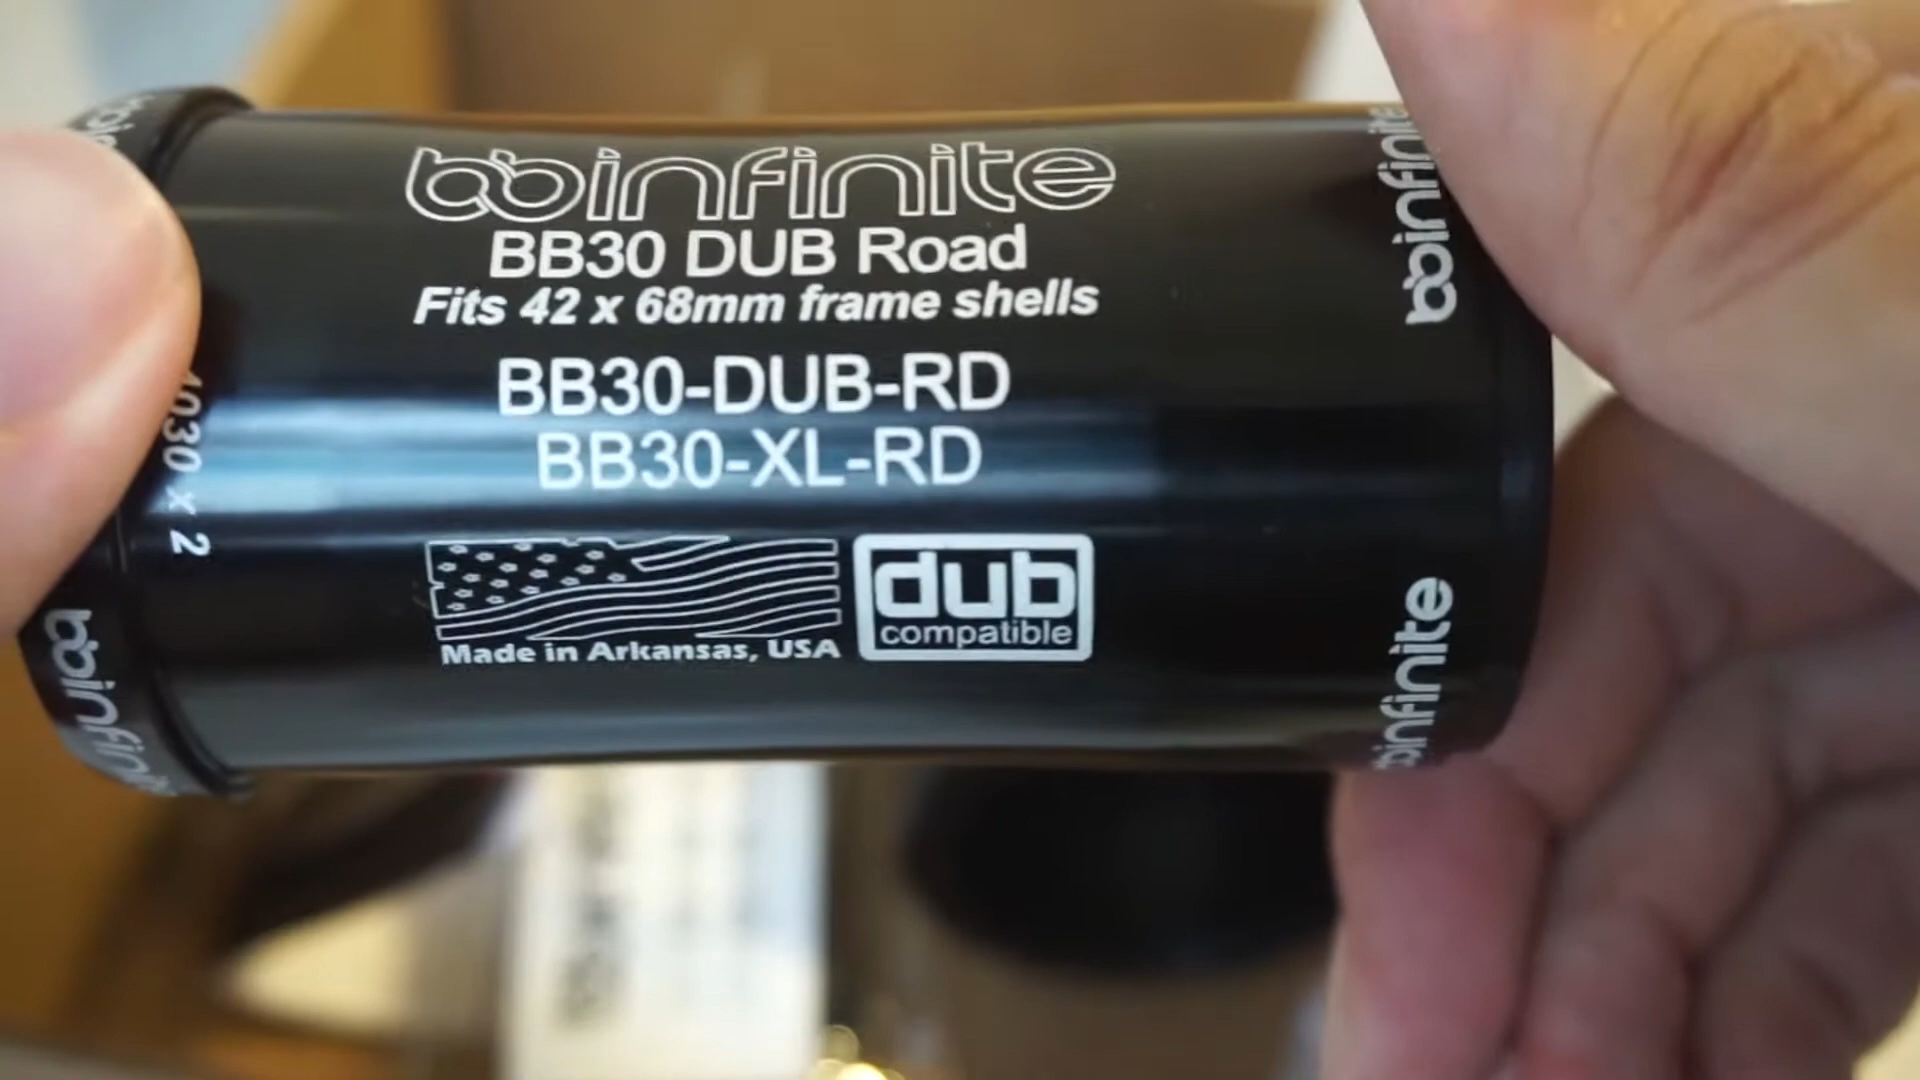 bbinfinite
BB30 DUB Road
Fits 42 x 68mm frame shells
BB30-DUB-RD
BB30-XL-RD
Made in Arkansas, USA
dub
compatible
4030 x 2
bbinfinite
bbinfinite
bbinfinite